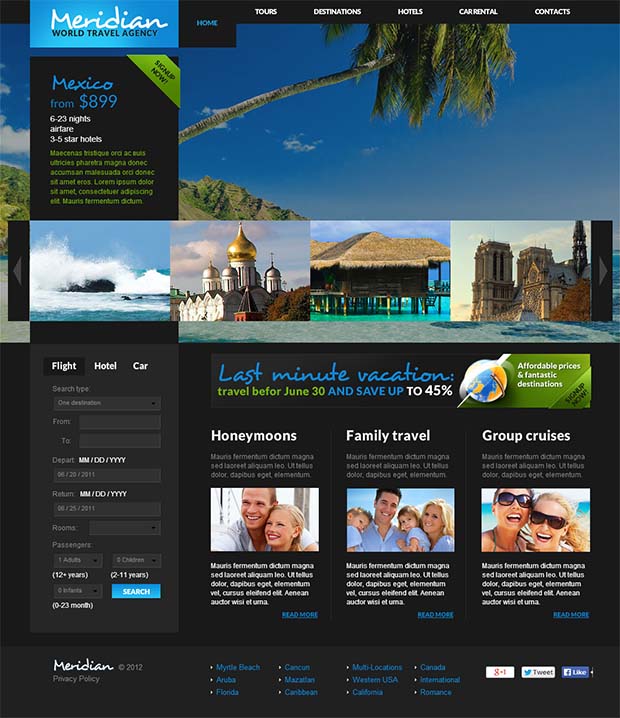 Meridian
WORLD TRAVEL AGENCY
HOME
TOURS
DESTINATIONS
HOTELS
CAR RENTAL
CONTACTS
SIGNUP
NOW!
Mexico
from $899
6-23 nights
airfare
3-5 star hotels
Maecenas tristique orci ac suis
ultricies pharetra magna donec
accumsan malesuada orci donec
sit amet eros. Lorem ipsum dolor
sit amet, consectetuer adipiscing
elit. Mauris fermentum dictum.
Flight Hotel Car
Search type:
One destination
From:
To:
Depart: MM / DD / YYYY
06 / 20 / 2011
Return: MM / DD / YYYY
06 / 25 / 2011
Rooms:
Passengers:
1 Adults 0 Children
(12+ years) (2-11 years)
0 Infants SEARCH
(0-23 month)
Last minute vacation:
travel befor June 30 AND SAVE UP TO 45%
Affordable prices
& fantastic
destinations
SIGNUP
NOW!
Honeymoons
Mauris fermentum dictum magna
sed laoreet aliquam leo. Ut tellus
dolor, dapibus eget, elementum.
Mauris fermentum dictum magna
sed laoreet aliquam leo. Ut tellus
dolor, dapibus eget, elementum
vel, cursus eleifend elit. Aenean
auctor wisi et urna.
READ MORE
Family travel
Mauris fermentum dictum magna
sed laoreet aliquam leo. Ut tellus
dolor, dapibus eget, elementum.
Mauris fermentum dictum magna
sed laoreet aliquam leo. Ut tellus
dolor, dapibus eget, elementum
vel, cursus eleifend elit. Aenean
auctor wisi et urna.
READ MORE
Group cruises
Mauris fermentum dictum magna
sed laoreet aliquam leo. Ut tellus
dolor, dapibus eget, elementum.
Mauris fermentum dictum magna
sed laoreet aliquam leo. Ut tellus
dolor, dapibus eget, elementum
vel, cursus eleifend elit. Aenean
auctor wisi et urna.
READ MORE
Meridian © 2012
Privacy Policy
Myrtle Beach
Aruba
Florida
Cancun
Mazatlan
Caribbean
Multi-Locations
Western USA
California
Canada
International
Romance
g +1
Tweet
Like